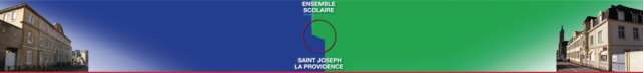 ENSEMBLE
SCOLAIRE
SAINT JOSEPH
LA PROVIDENCE